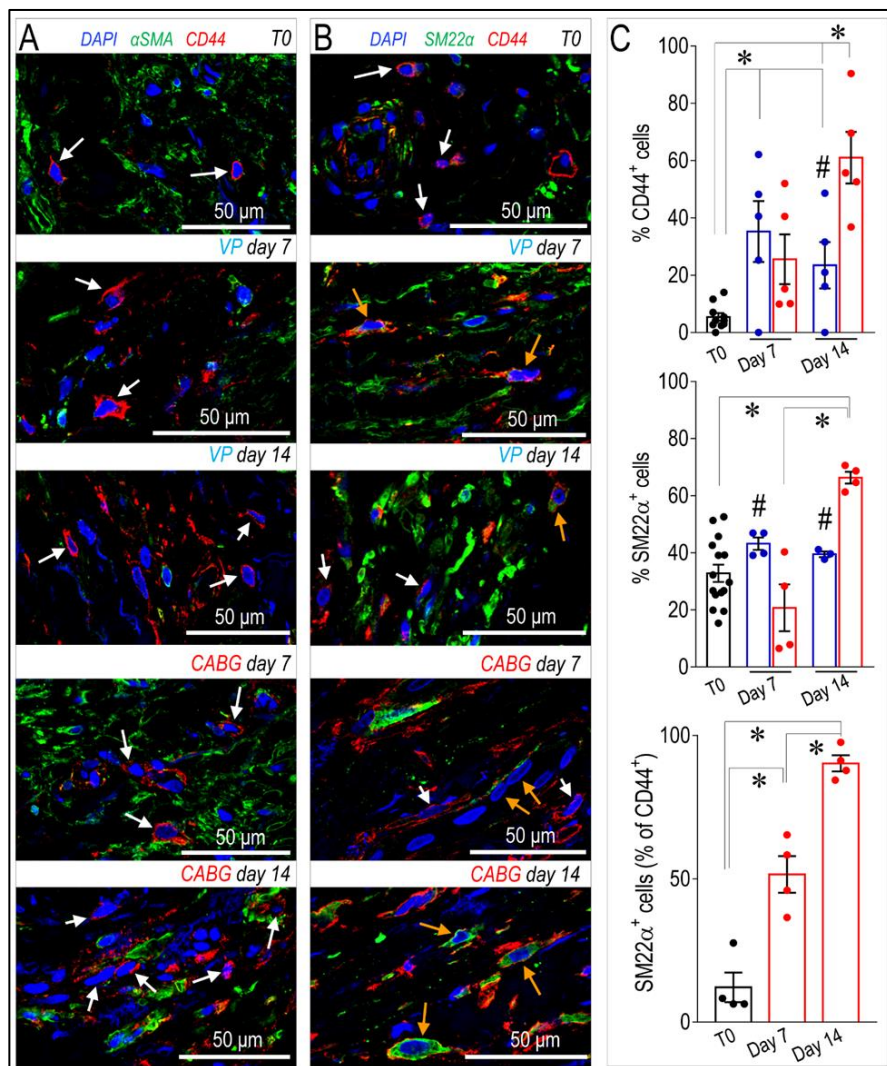 A
DAPI αSMA CD44 T0
50 µm
VP day 7
50 µm
VP day 14
50 µm
CABG day 7
50 µm
CABG day 14
50 µm
B
DAPI SM22α CD44 T0
50 µm
VP day 7
50 µm
VP day 14
50 µm
CABG day 7
50 µm
CABG day 14
50 µm
C
% CD44+ cells
100
80
60
40
20
0
* *
#
T0 Day 7 Day 14
% SM22α+ cells
100
80
60
40
20
0
* *
# #
T0 Day 7 Day 14
SM22α+ cells (% of CD44+)
100
50
0
*
* *
T0 Day 7 Day 14